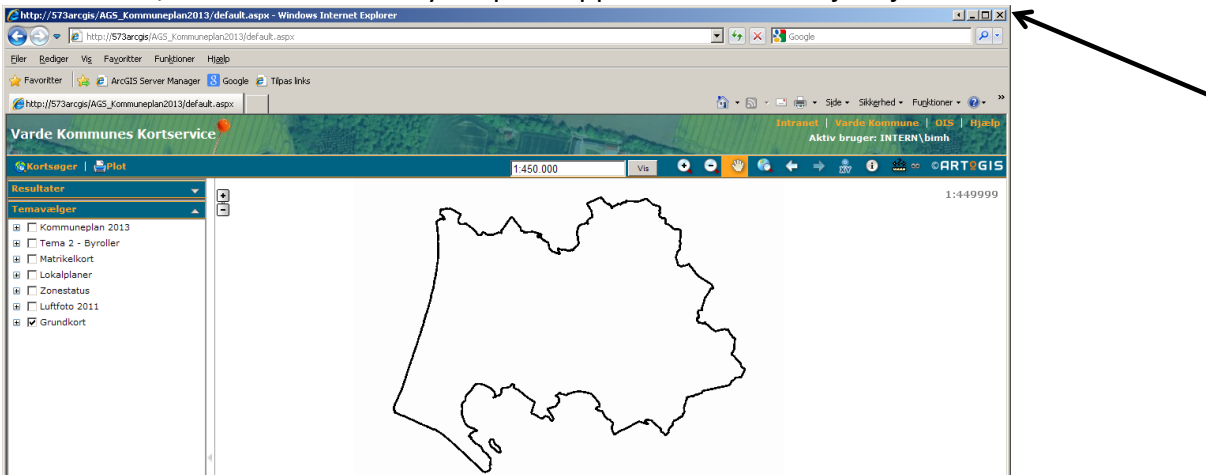 http://573arcgis/AGS_Kommuneplan2013/default.aspx - Windows Internet Explorer
http://573arcgis/AGS_Kommuneplan2013/default.aspx
Google
Filer Rediger Vis Favoritter Funktioner Hjælp
Favoritter ArcGIS Server Manager Google Tilpas links
http://573arcgis/AGS_Kommuneplan2013/default.aspx
Side Sikkerhed Funktioner »
Varde Kommunes Kortservice
Intranet | Varde Kommune | OIS | Hjælp
Aktiv bruger: INTERN\bimh
Kortsøger | Plot
1:450.000 Vis
XY
©ARTOGIS
Resultater
1:449999
Temavælger
Kommuneplan 2013
Tema 2 - Byroller
Matrikelkort
Lokalplaner
Zonestatus
Luftfoto 2011
Grundkort